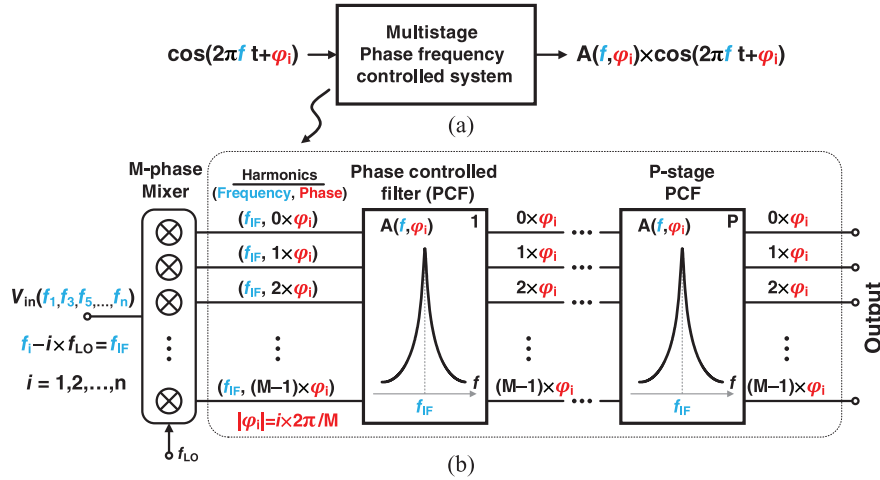 cos(2πf t+φi)
Multistage
Phase frequency
controlled system
A(f,φi)×cos(2πf t+φi)
(a)
M-phase
Mixer
Harmonics
(Frequency, Phase)
Phase controlled
filter (PCF)
P-stage
PCF
(fIF, 0×φi)
A(f,φi)
1
0×φi
A(f,φi)
P
0×φi
(fIF, 1×φi)
1×φi
1×φi
Vin(f1,f3,f5,...,fn)
(fIF, 2×φi)
2×φi
2×φi
fi−i×fLO=fIF
i = 1,2,...,n
Output
(fIF, (M−1)×φi)
f
(M−1)×φi
f
(M−1)×φi
|φi|=i×2π/M
fIF
fIF
fLO
(b)